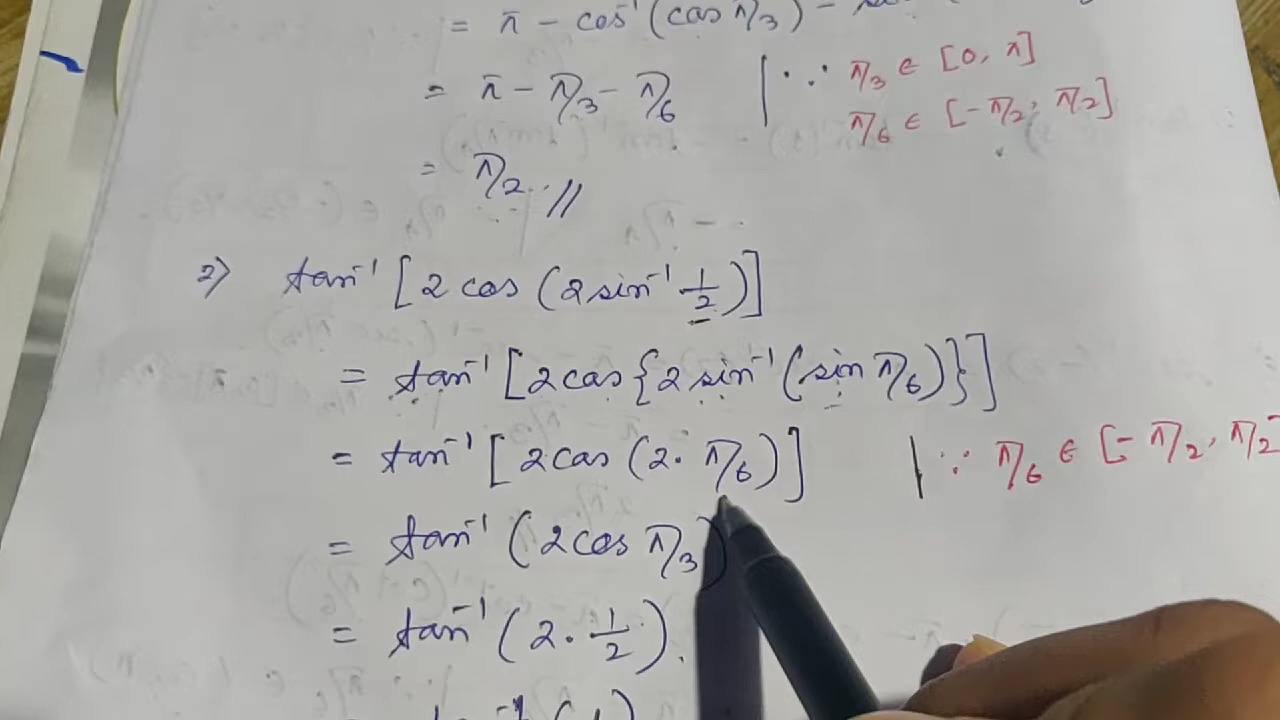 = π − cos⁻¹(cos π/3) −
= π − π/3 − π/6 | ∵ π/3 ∈ [0, π]
π/6 ∈ [−π/2, π/2]
= π/2 //
2) tan⁻¹[2 cos(2 sin⁻¹ 1/2)]
= tan⁻¹[2 cos{2 sin⁻¹(sin π/6)}]
= tan⁻¹[2 cos(2. π/6)] | ∵ π/6 ∈ [−π/2, π/2
= tan⁻¹(2 cos π/3)
= tan⁻¹(2. 1/2).